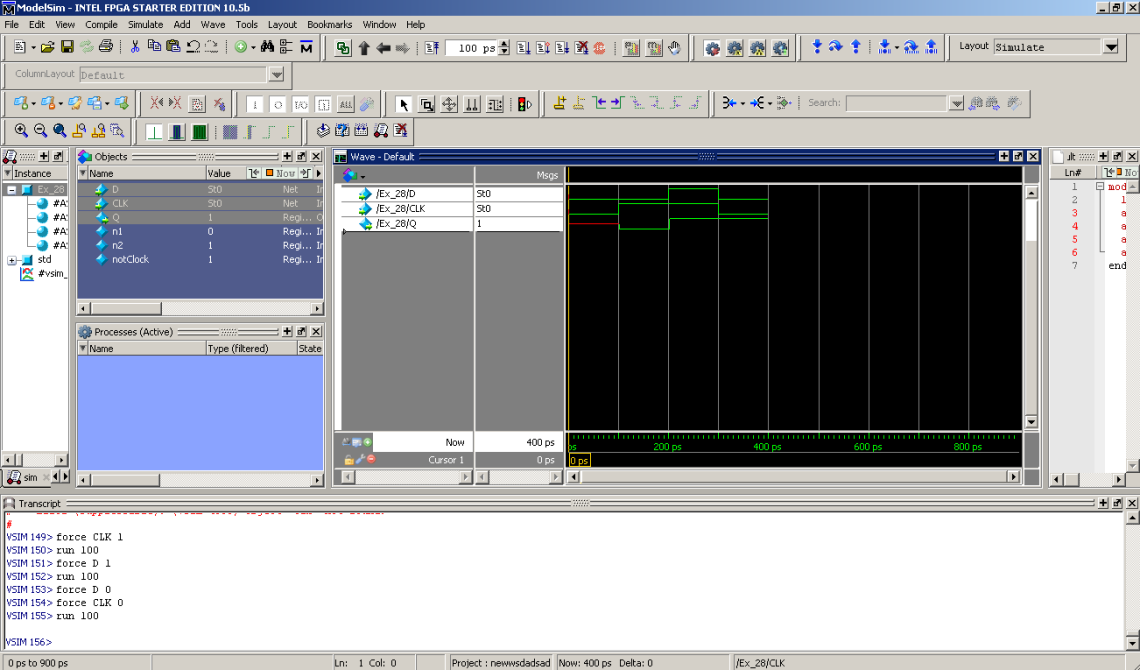 ModelSim - INTEL FPGA STARTER EDITION 10.5b
File Edit View Compile Simulate Add Wave Tools Layout Bookmarks Window Help
100 ps
Layout Simulate
ColumnLayout Default
ALL
Search:
Objects
Wave - Default
Instance
Name Value Now
Msgs
Ln#
Ex_28
D St0 Net In
CLK St0 Net In
Q 1 Regi... O
n1 0 Regi... In
n2 1 Regi... In
notClock 1 Regi... In
#A
#A
#A
#A
std
#vsim_
/Ex_28/D St0
/Ex_28/CLK St0
/Ex_28/Q 1
1 mod
2
3
4
5
6
7 end
Processes (Active)
Name Type (filtered) State
Now 400 ps
Cursor 1 0 ps
ps 200 ps 400 ps 600 ps 800 ps
0 ps
sim
Transcript
#
VSIM 149> force CLK 1
VSIM 150> run 100
VSIM 151> force D 1
VSIM 152> run 100
VSIM 153> force D 0
VSIM 154> force CLK 0
VSIM 155> run 100
VSIM 156>
0 ps to 900 ps
Ln: 1 Col: 0
Project : newwsdadsad
Now: 400 ps Delta: 0
/Ex_28/CLK